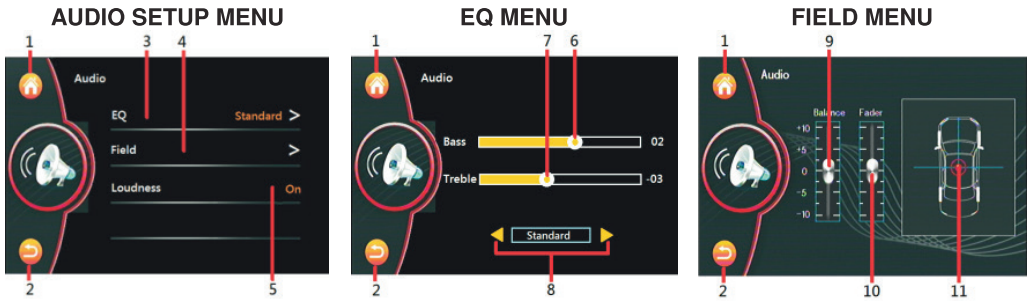 AUDIO SETUP MENU
1 3 4
Audio
EQ Standard >
Field >
Loudness On
2 5
EQ MENU
1 7 6
Audio
Bass 02
Treble -03
Standard
2 8
FIELD MENU
1 9
Audio
Balance Fader
+10
+5
0
-5
-10
2 10 11